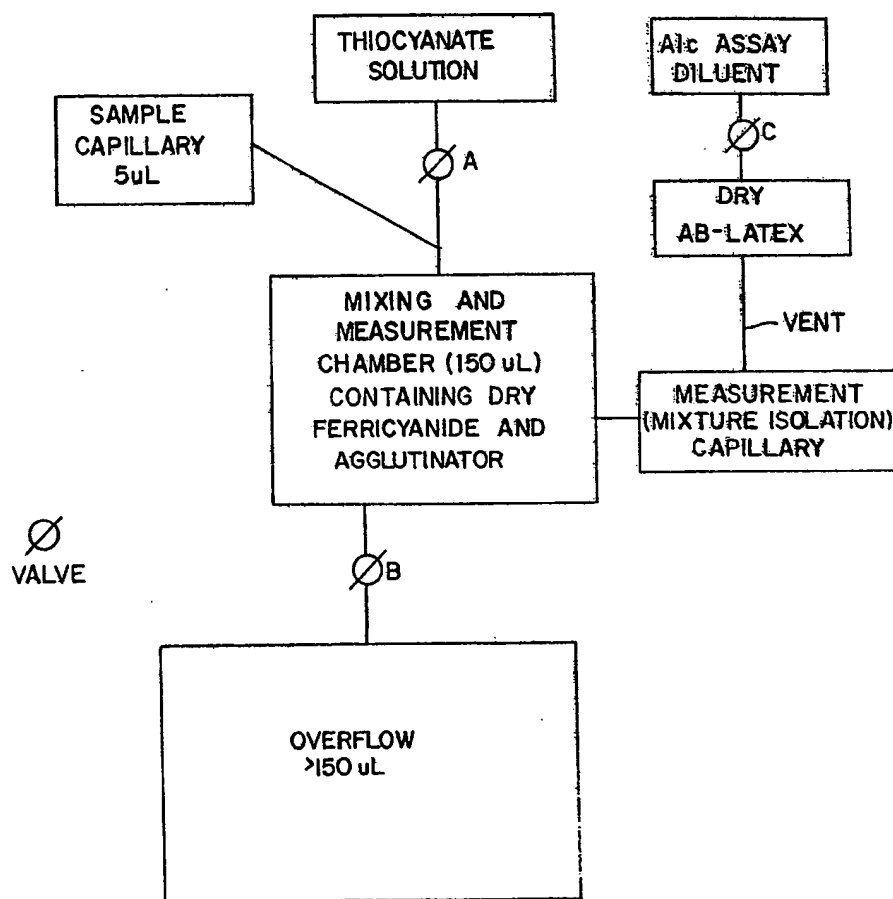 THIOCYANATE
SOLUTION
A1c ASSAY
DILUENT
SAMPLE
CAPILLARY
5uL
A
C
DRY
AB-LATEX
MIXING AND
MEASUREMENT
CHAMBER (150 uL)
CONTAINING DRY
FERRICYANIDE AND
AGGLUTINATOR
VENT
MEASUREMENT
(MIXTURE ISOLATION)
CAPILLARY
VALVE
B
OVERFLOW
>150 uL